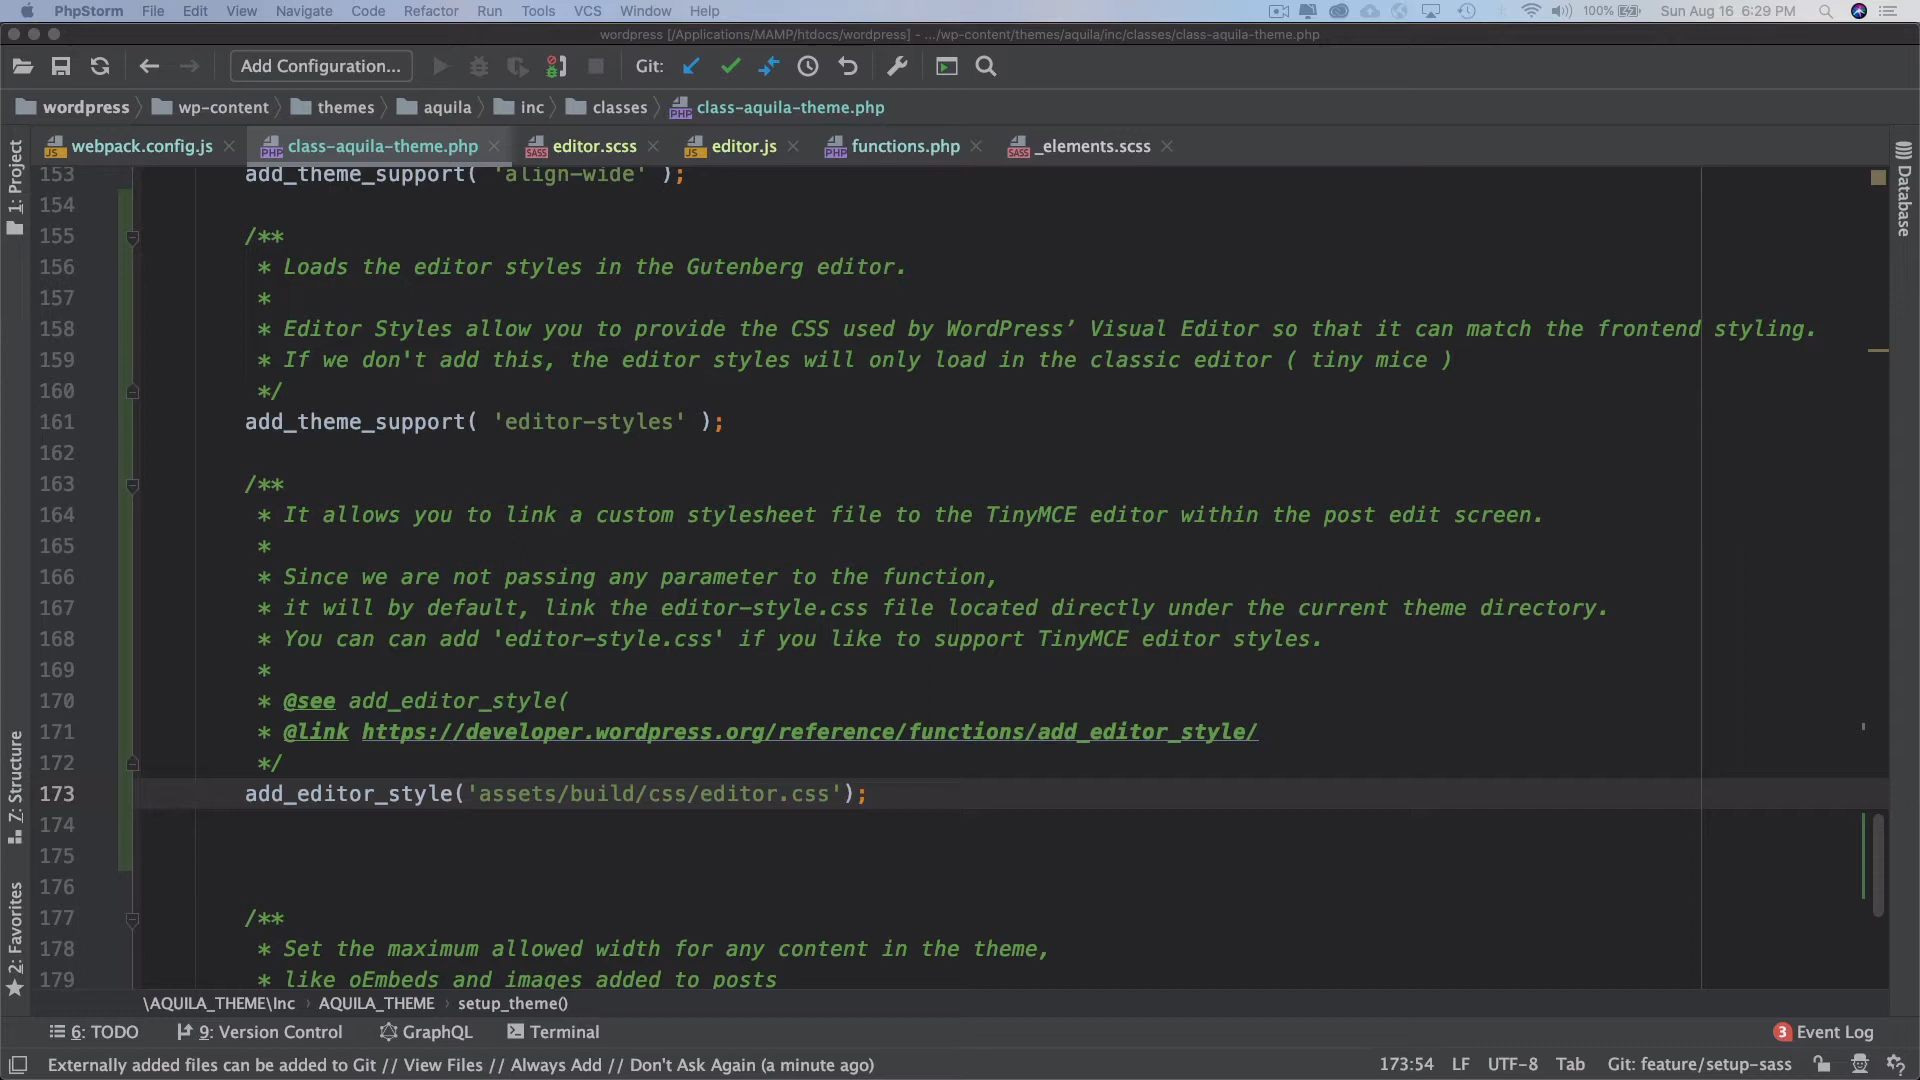 PhpStorm File Edit View Navigate Code Refactor Run Tools VCS Window Help 100% Sun Aug 16 6:29 PM
wordpress [/Applications/MAMP/htdocs/wordpress] - .../wp-content/themes/aquila/inc/classes/class-aquila-theme.php
Add Configuration... Git:
wordpress wp-content themes aquila inc classes class-aquila-theme.php
webpack.config.js class-aquila-theme.php editor.scss editor.js functions.php _elements.scss
1: Project
Database
153 add_theme_support( 'align-wide' );
154
155 /**
156 * Loads the editor styles in the Gutenberg editor.
157 *
158 * Editor Styles allow you to provide the CSS used by WordPress’ Visual Editor so that it can match the frontend styling.
159 * If we don't add this, the editor styles will only load in the classic editor ( tiny mice )
160 */
161 add_theme_support( 'editor-styles' );
162
163 /**
164 * It allows you to link a custom stylesheet file to the TinyMCE editor within the post edit screen.
165 *
166 * Since we are not passing any parameter to the function,
167 * it will by default, link the editor-style.css file located directly under the current theme directory.
168 * You can can add 'editor-style.css' if you like to support TinyMCE editor styles.
169 *
170 * @see add_editor_style(
171 * @link https://developer.wordpress.org/reference/functions/add_editor_style/
172 */
173 add_editor_style('assets/build/css/editor.css');
174
175
176
177 /**
178 * Set the maximum allowed width for any content in the theme,
179 * like oEmbeds and images added to posts
Z: Structure
2: Favorites
\AQUILA_THEME\Inc AQUILA_THEME setup_theme()
6: TODO 9: Version Control GraphQL Terminal 3 Event Log
Externally added files can be added to Git // View Files // Always Add // Don't Ask Again (a minute ago) 173:54 LF UTF-8 Tab Git: feature/setup-sass